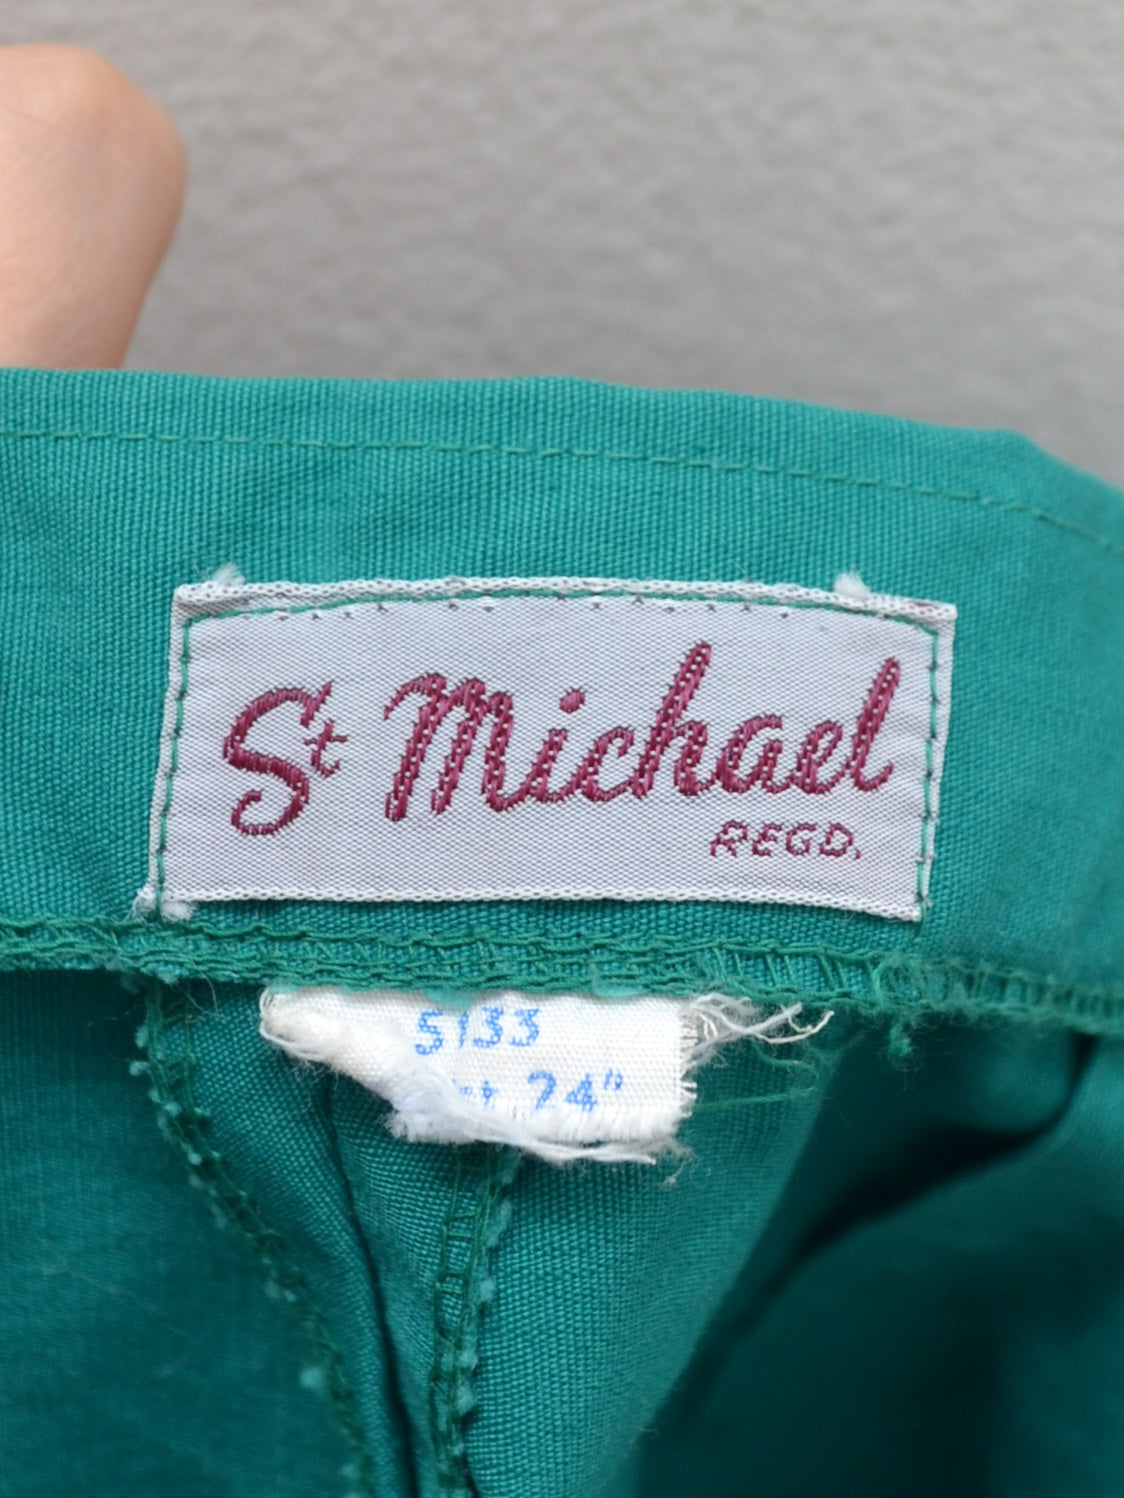 St Michael
REGD.
5133
24"